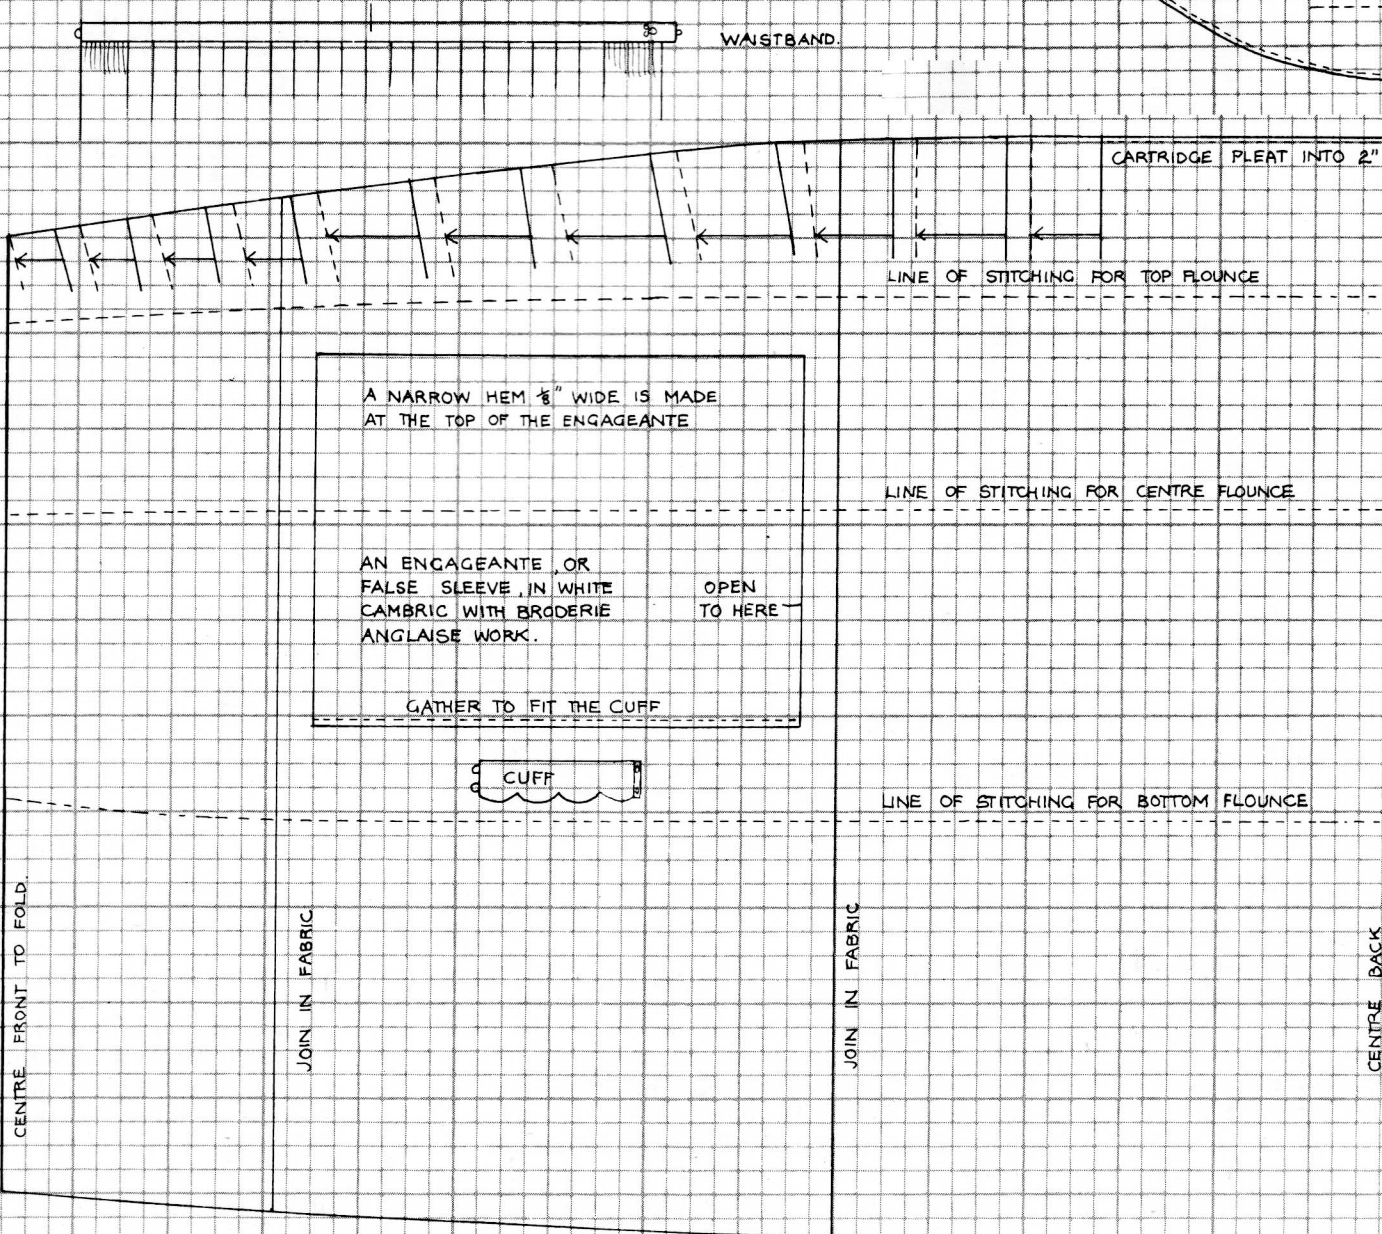 WAISTBAND.
CARTRIDGE PLEAT INTO 2"
LINE OF STITCHING FOR TOP FLOUNCE
A NARROW HEM ⅛" WIDE IS MADE
AT THE TOP OF THE ENGAGEANTE
LINE OF STITCHING FOR CENTRE FLOUNCE
AN ENGAGEANTE, OR
FALSE SLEEVE, IN WHITE
CAMBRIC WITH BRODERIE
ANGLAISE WORK.
OPEN
TO HERE
GATHER TO FIT THE CUFF
CUFF
LINE OF STITCHING FOR BOTTOM FLOUNCE
CENTRE FRONT TO FOLD.
JOIN IN FABRIC
JOIN IN FABRIC
CENTRE BACK